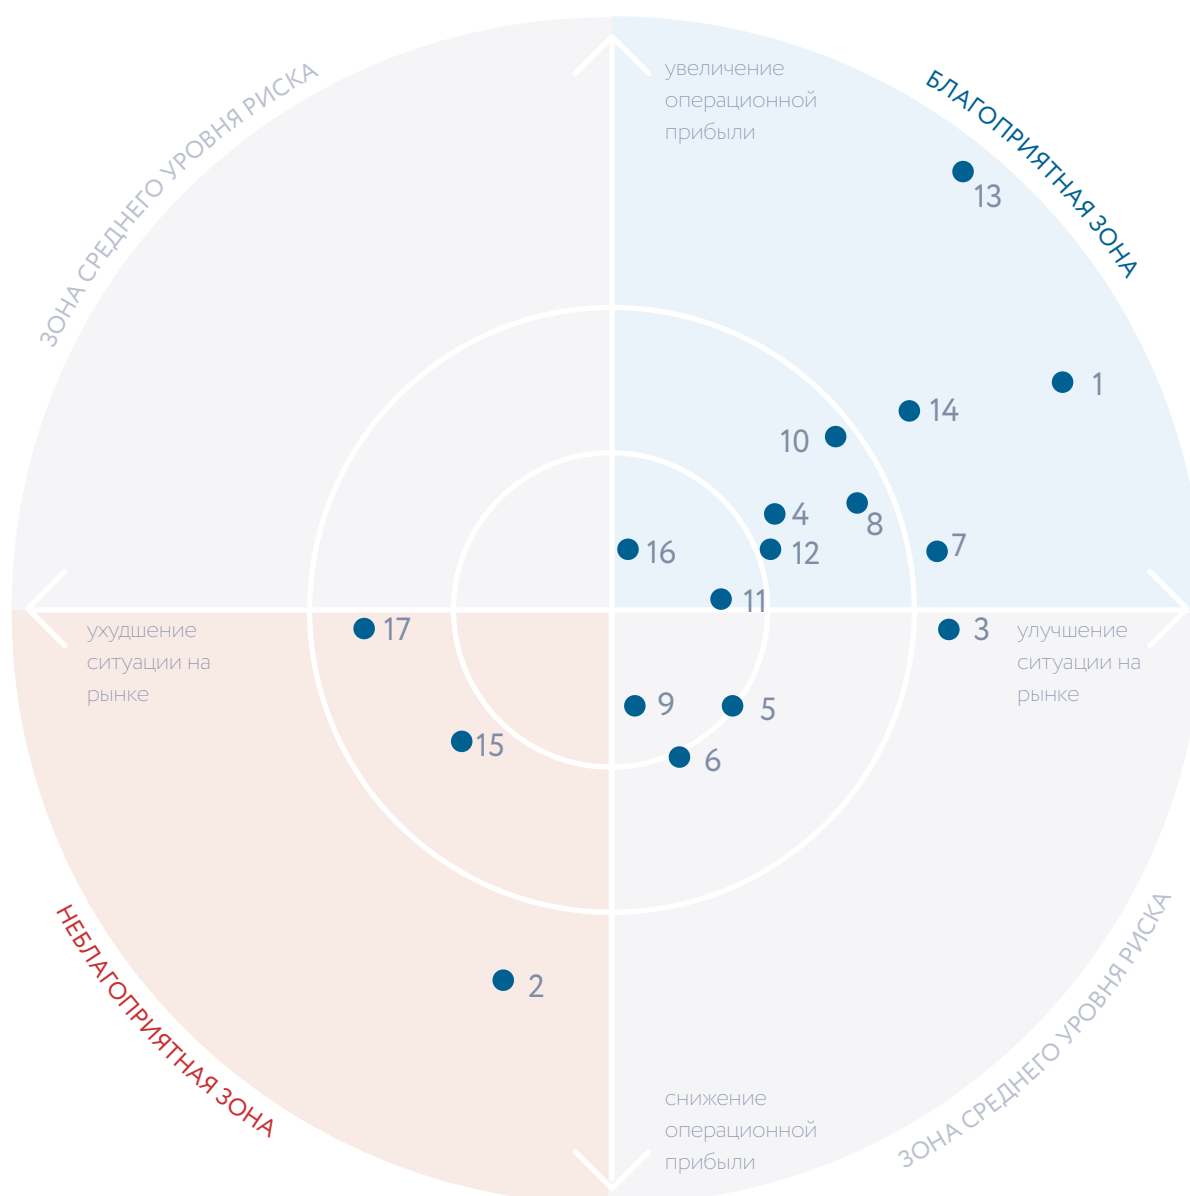 ЗОНА СРЕДНЕГО УРОВНЯ РИСКА
увеличение
операционной
прибыли
БЛАГОПРИЯТНАЯ ЗОНА
13
1
14
10
4
8
16
12
7
11
17
3
ухудшение
ситуации на
рынке
улучшение
ситуации на
рынке
9
5
15
6
2
НЕБЛАГОПРИЯТНАЯ ЗОНА
снижение
операционной
прибыли
ЗОНА СРЕДНЕГО УРОВНЯ РИСКА